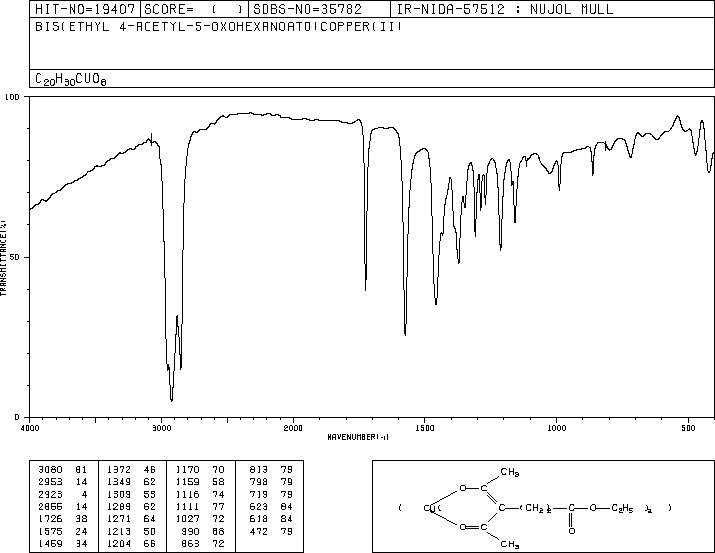 HIT-NO=19407 SCORE= ( ) SDBS-NO=35782 IR-NIDA-57512 : NUJOL MULL
BIS(ETHYL 4-ACETYL-5-OXOHEXANOATO)COPPER(II)
C20H30CUO8
100
50
0
TRANSMITTANCE(%)
4000 3000 2000 1500 1000 500
WAVENUMBER(-1)
3080 81 1372 46 1170 70 813 79
2953 14 1349 62 1159 58 798 79
2923 4 1309 55 1116 74 719 79
2855 14 1289 62 1111 77 623 84
1726 38 1271 64 1027 72 618 84
1575 24 1213 50 990 68 472 79
1459 34 1204 66 863 72
CH3
O C
( CU( C (CH2)2 C O C2H5 )2 )
O C O
CH3